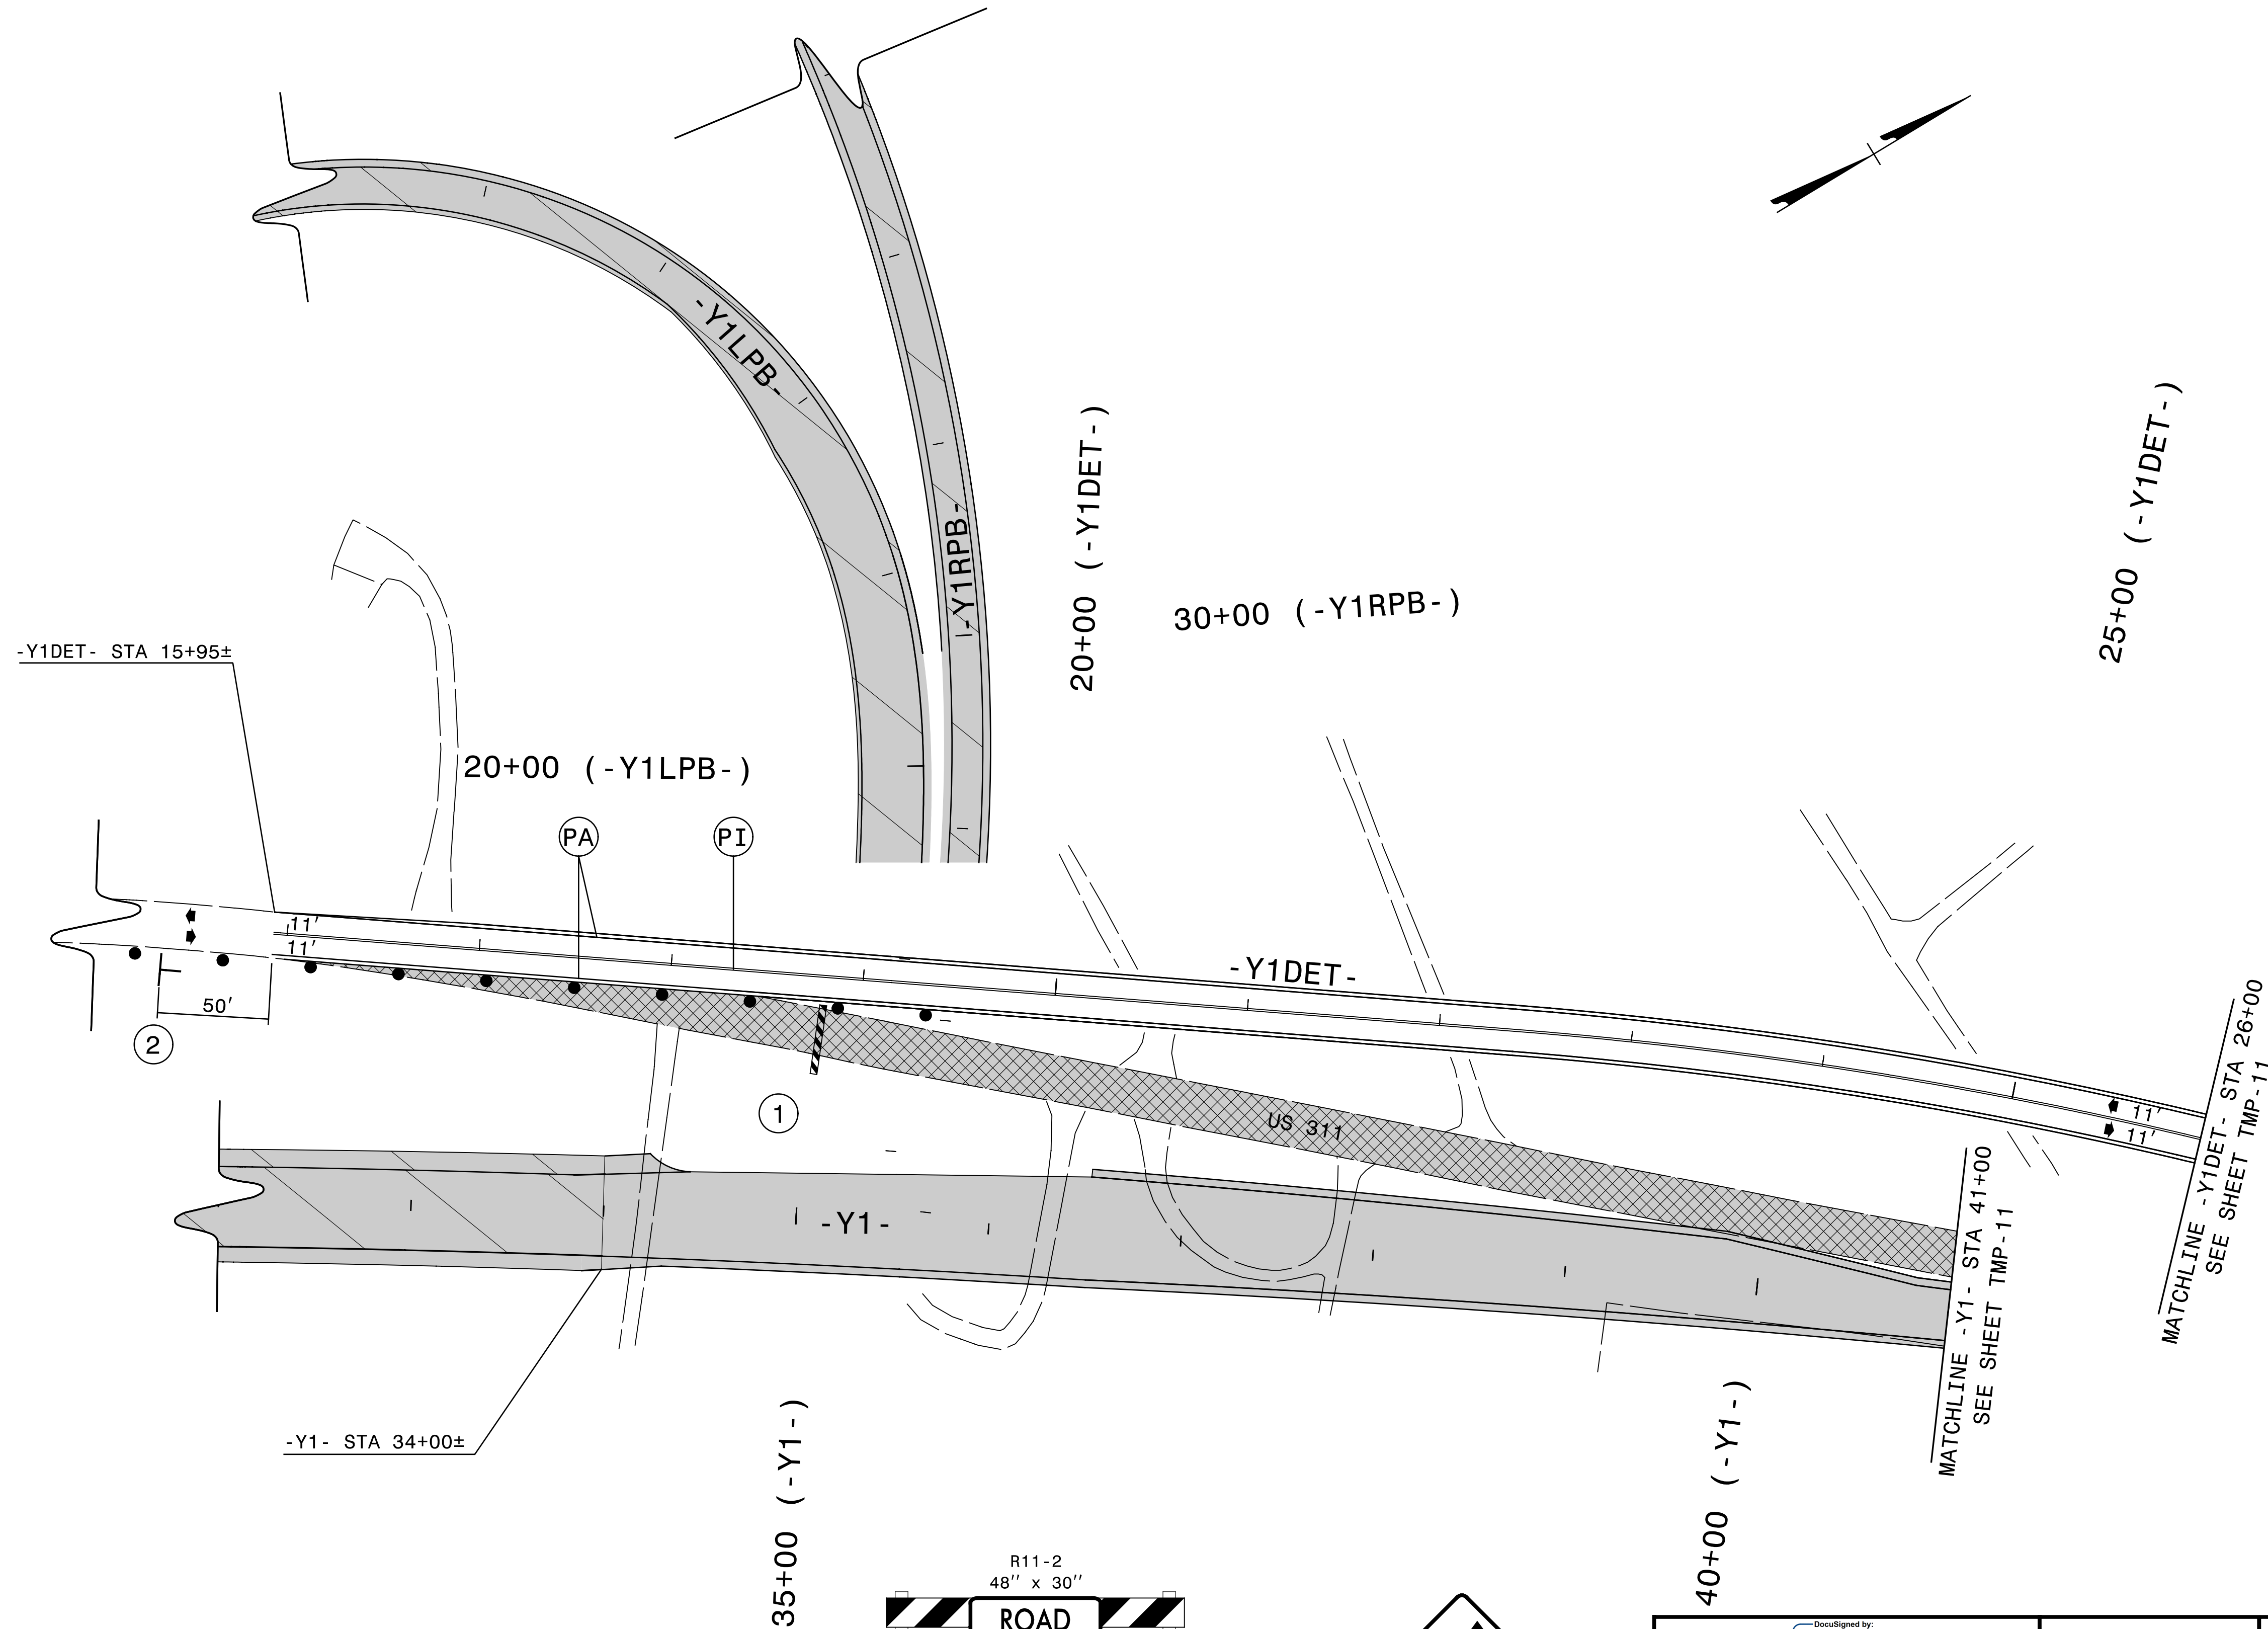 -Y1LPB-
-Y1RPB-
20+00 (-Y1DET-)
25+00 (-Y1DET-)
30+00 (-Y1RPB-)
-Y1DET- STA 15+95±
20+00 (-Y1LPB-)
PA
PI
11'
11'
50'
2
-Y1DET-
1
US 311
11'
11'
-Y1-
MATCHLINE -Y1DET- STA 26+00
SEE SHEET TMP-11
MATCHLINE -Y1- STA 41+00
SEE SHEET TMP-11
-Y1- STA 34+00±
35+00 (-Y1-)
40+00 (-Y1-)
R11-2
48'' x 30''
ROAD
DocuSigned by: